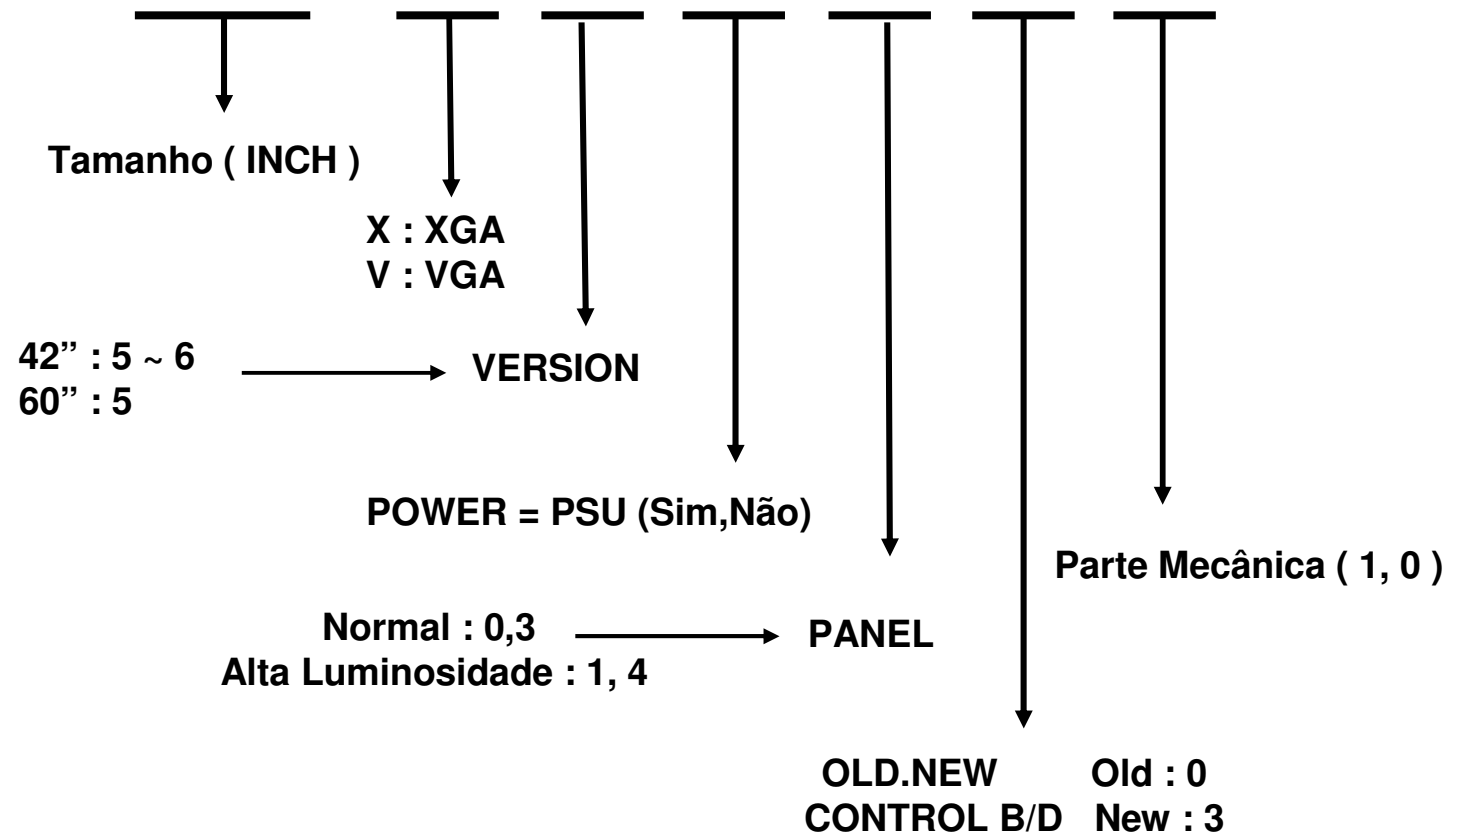 Tamanho ( INCH )
X : XGA
V : VGA
42” : 5 ~ 6
60” : 5
VERSION
POWER = PSU (Sim,Não)
Parte Mecânica ( 1, 0 )
Normal : 0,3
Alta Luminosidade : 1, 4
PANEL
OLD.NEW Old : 0
CONTROL B/D New : 3